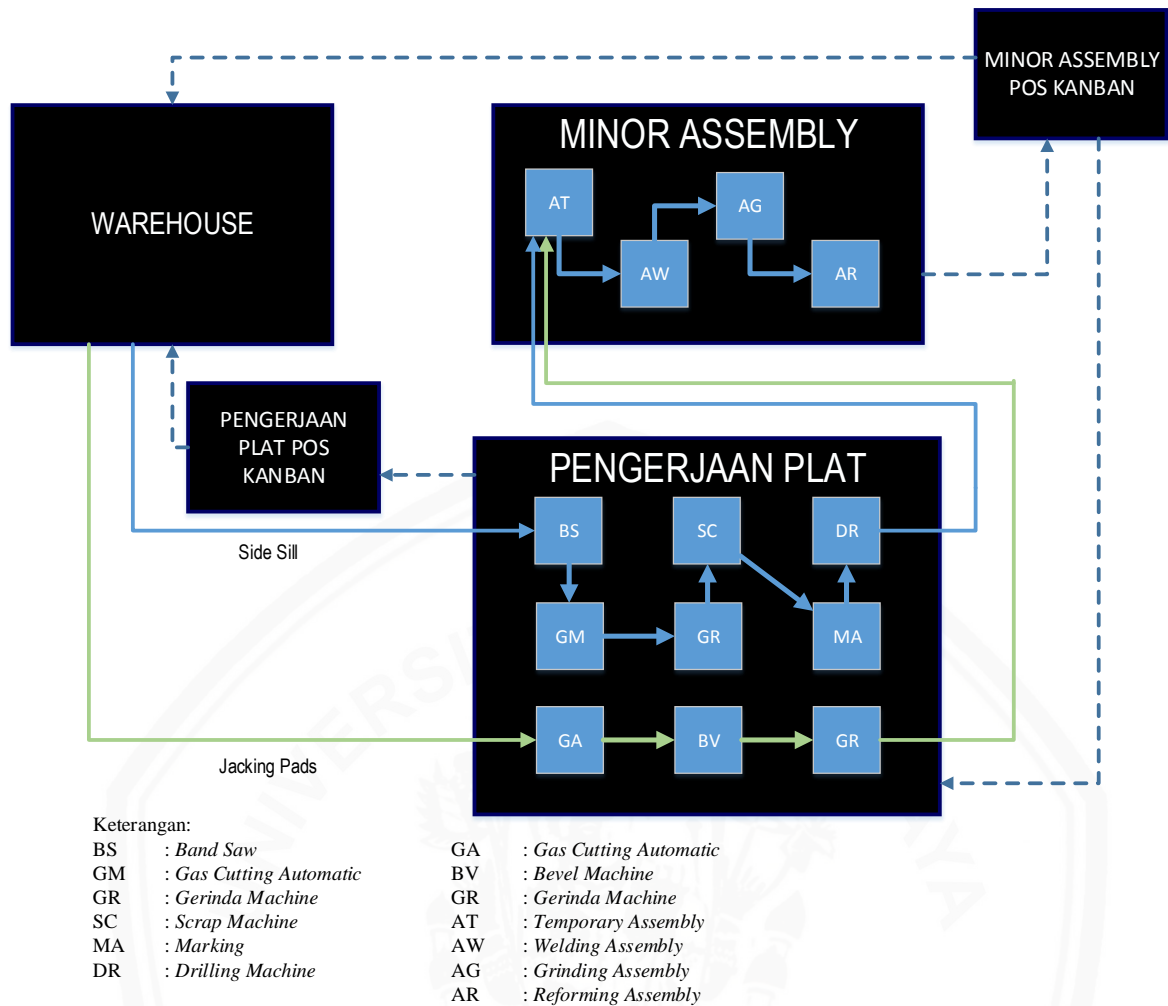 MINOR ASSEMBLY
POS KANBAN
WAREHOUSE
MINOR ASSEMBLY
AT
AG
AW
AR
PENGERJAAN
PLAT POS
KANBAN
PENGERJAAN PLAT
BS
SC
DR
Side Sill
GM
GR
MA
GA
BV
GR
Jacking Pads
Keterangan:
BS : Band Saw
GM : Gas Cutting Automatic
GR : Gerinda Machine
SC : Scrap Machine
MA : Marking
DR : Drilling Machine
GA : Gas Cutting Automatic
BV : Bevel Machine
GR : Gerinda Machine
AT : Temporary Assembly
AW : Welding Assembly
AG : Grinding Assembly
AR : Reforming Assembly